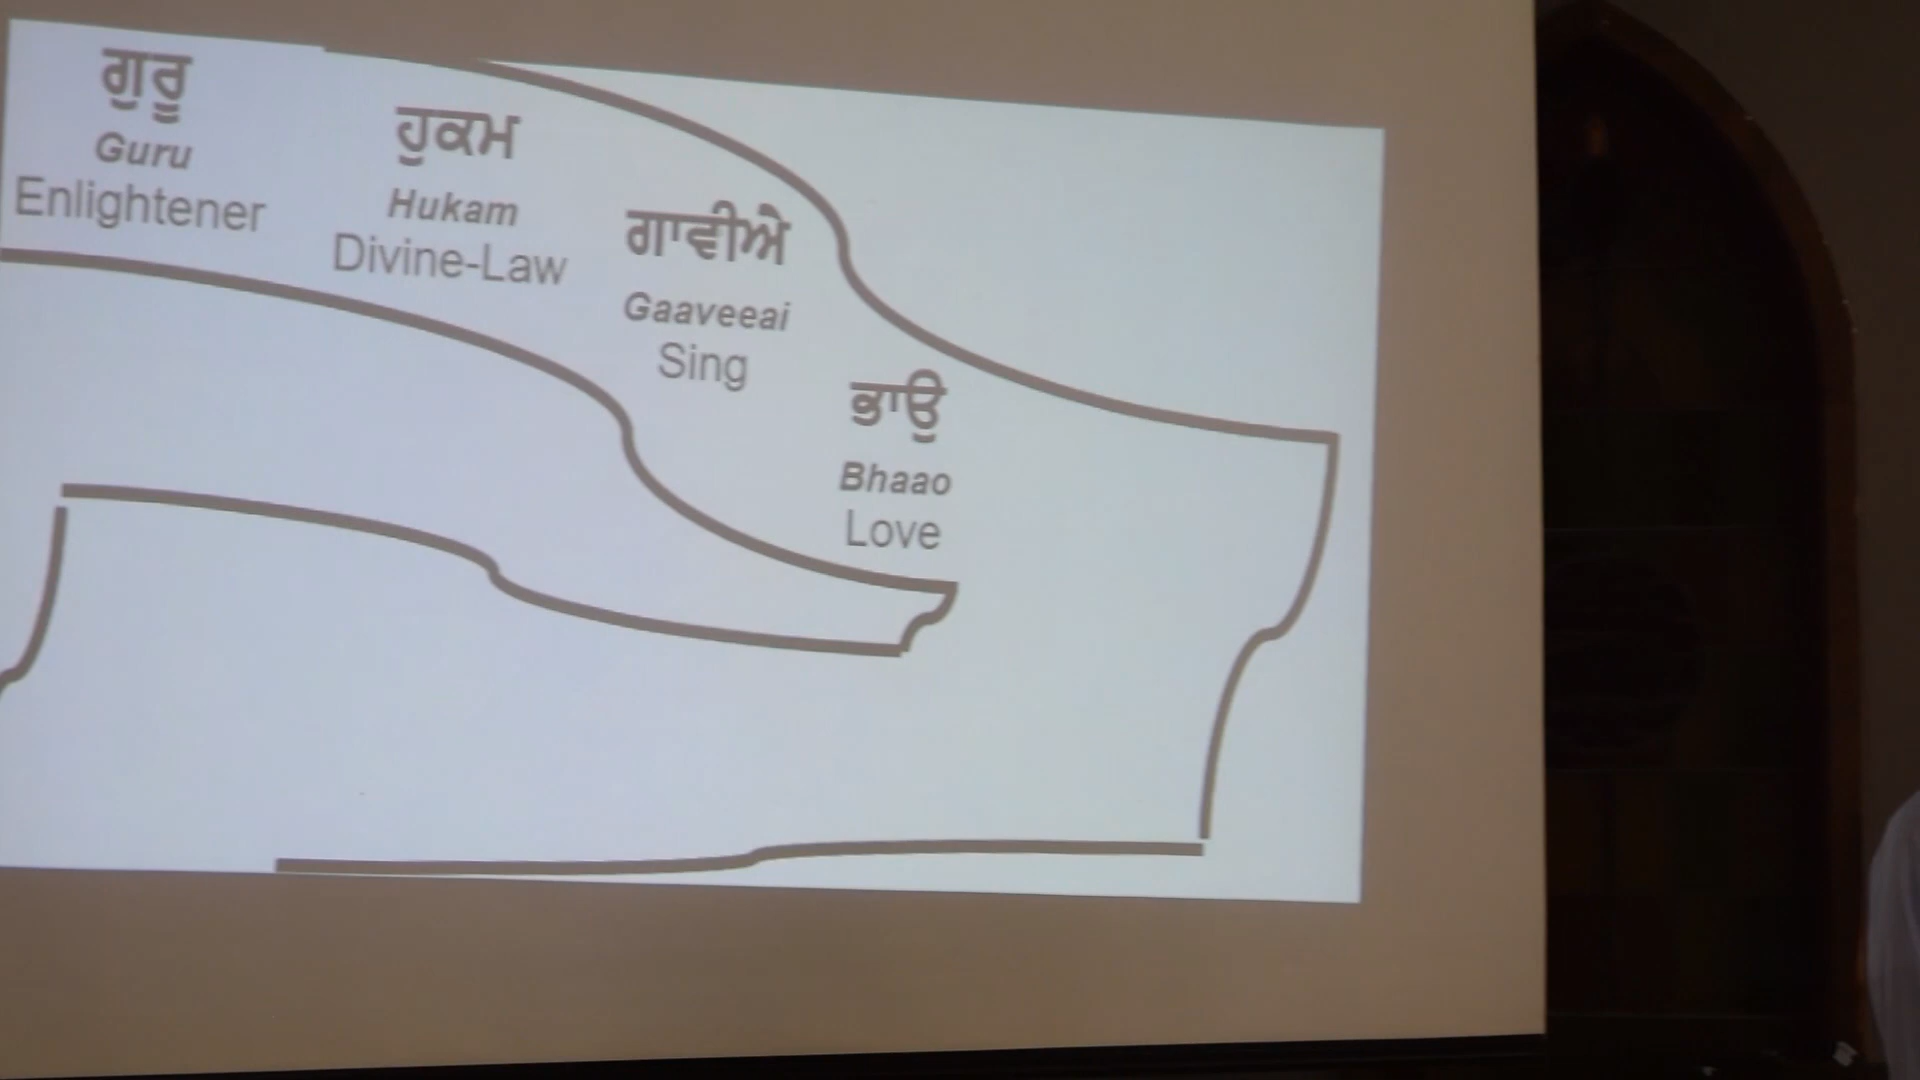 ਗੁਰੂ
Guru
Enlightener
ਹੁਕਮ
Hukam
Divine-Law
ਗਾਵੀਐ
Gaaveeai
Sing
ਭਾਉ
Bhaao
Love